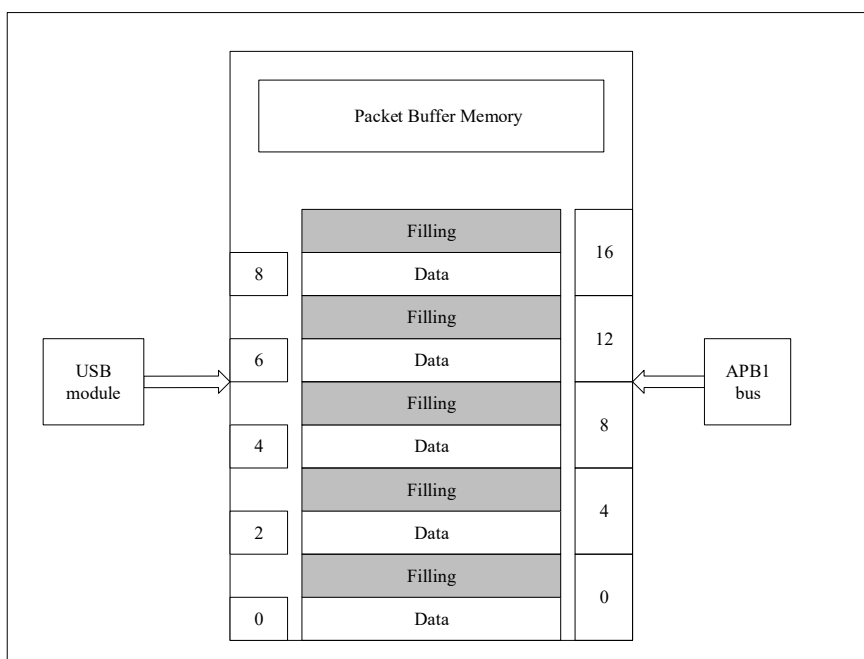 Packet Buffer Memory
Filling
16
8
Data
Filling
12
USB
module
6
Data
APB1
bus
Filling
8
4
Data
Filling
4
2
Data
Filling
0
0
Data